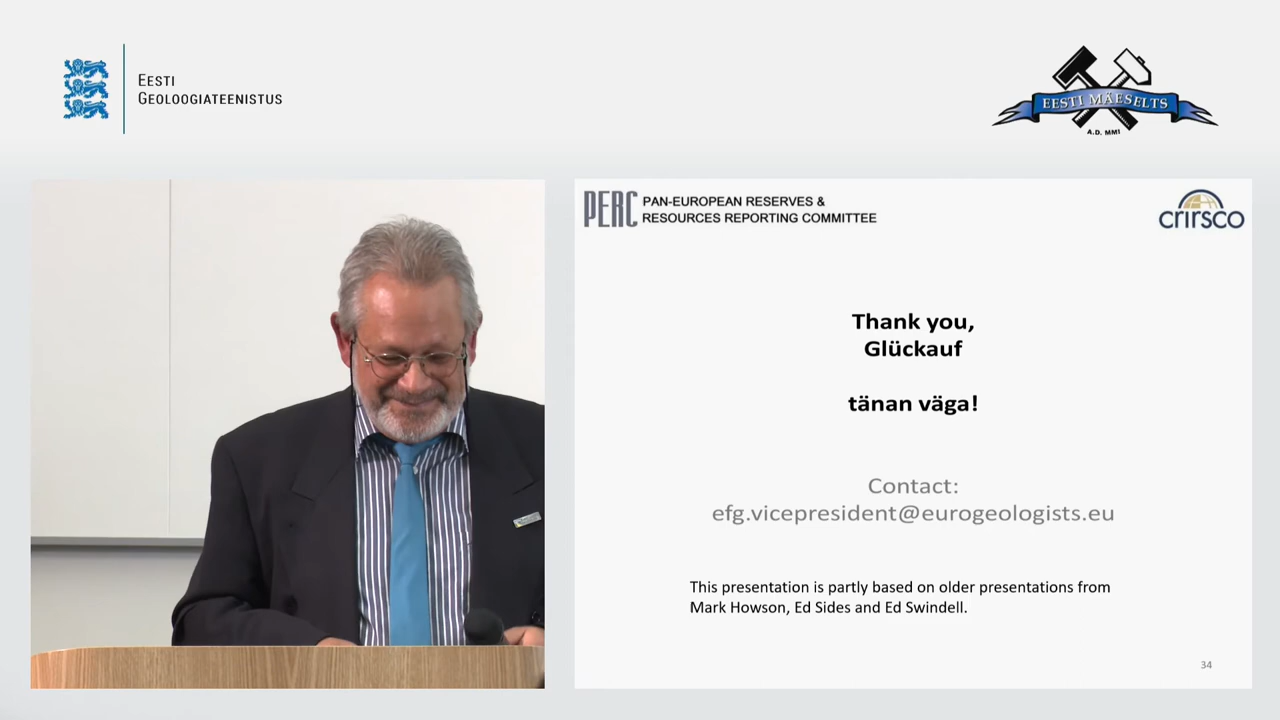 EESTI
GEOLOOGIATEENISTUS
EESTI MÄESELTS
A.D. MMI
PERC PAN-EUROPEAN RESERVES &
RESOURCES REPORTING COMMITTEE
crirsco
Thank you,
Glückauf
tänan väga!
Contact:
efg.vicepresident@eurogeologists.eu
This presentation is partly based on older presentations from
Mark Howson, Ed Sides and Ed Swindell.
34